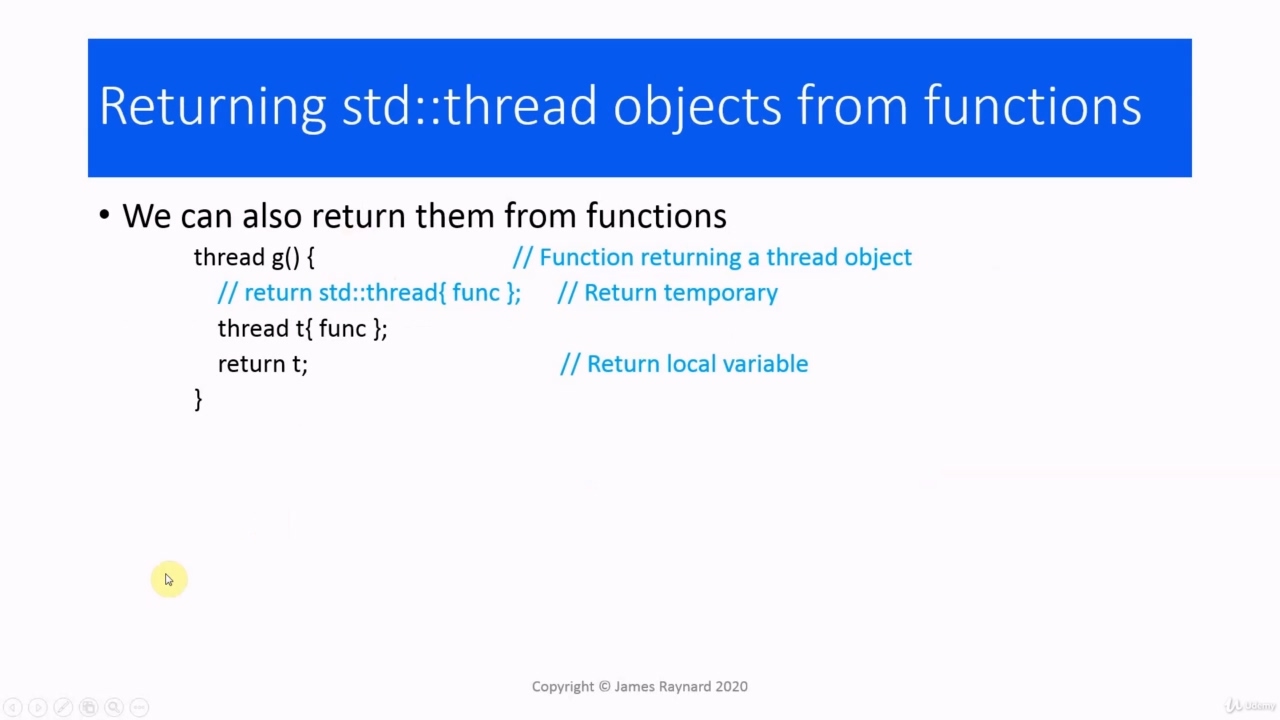 Returning std::thread objects from functions
• We can also return them from functions
thread g() { // Function returning a thread object
// return std::thread{ func }; // Return temporary
thread t{ func };
return t; // Return local variable
}
Copyright © James Raynard 2020
Udemy